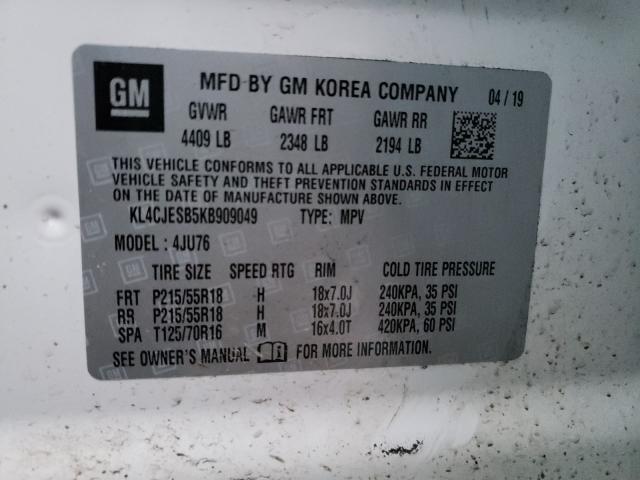 GM MFD BY GM KOREA COMPANY 04 / 19
GVWR GAWR FRT GAWR RR
4409 LB 2348 LB 2194 LB
THIS VEHICLE CONFORMS TO ALL APPLICABLE U.S. FEDERAL MOTOR
VEHICLE SAFETY AND THEFT PREVENTION STANDARDS IN EFFECT
ON THE DATE OF MANUFACTURE SHOWN ABOVE.
KL4CJESB5KB909049 TYPE: MPV
MODEL : 4JU76
TIRE SIZE SPEED RTG RIM COLD TIRE PRESSURE
FRT P215/55R18 H 18x7.0J 240KPA, 35 PSI
RR P215/55R18 H 18x7.0J 240KPA, 35 PSI
SPA T125/70R16 M 16x4.0T 420KPA, 60 PSI
SEE OWNER'S MANUAL FOR MORE INFORMATION.